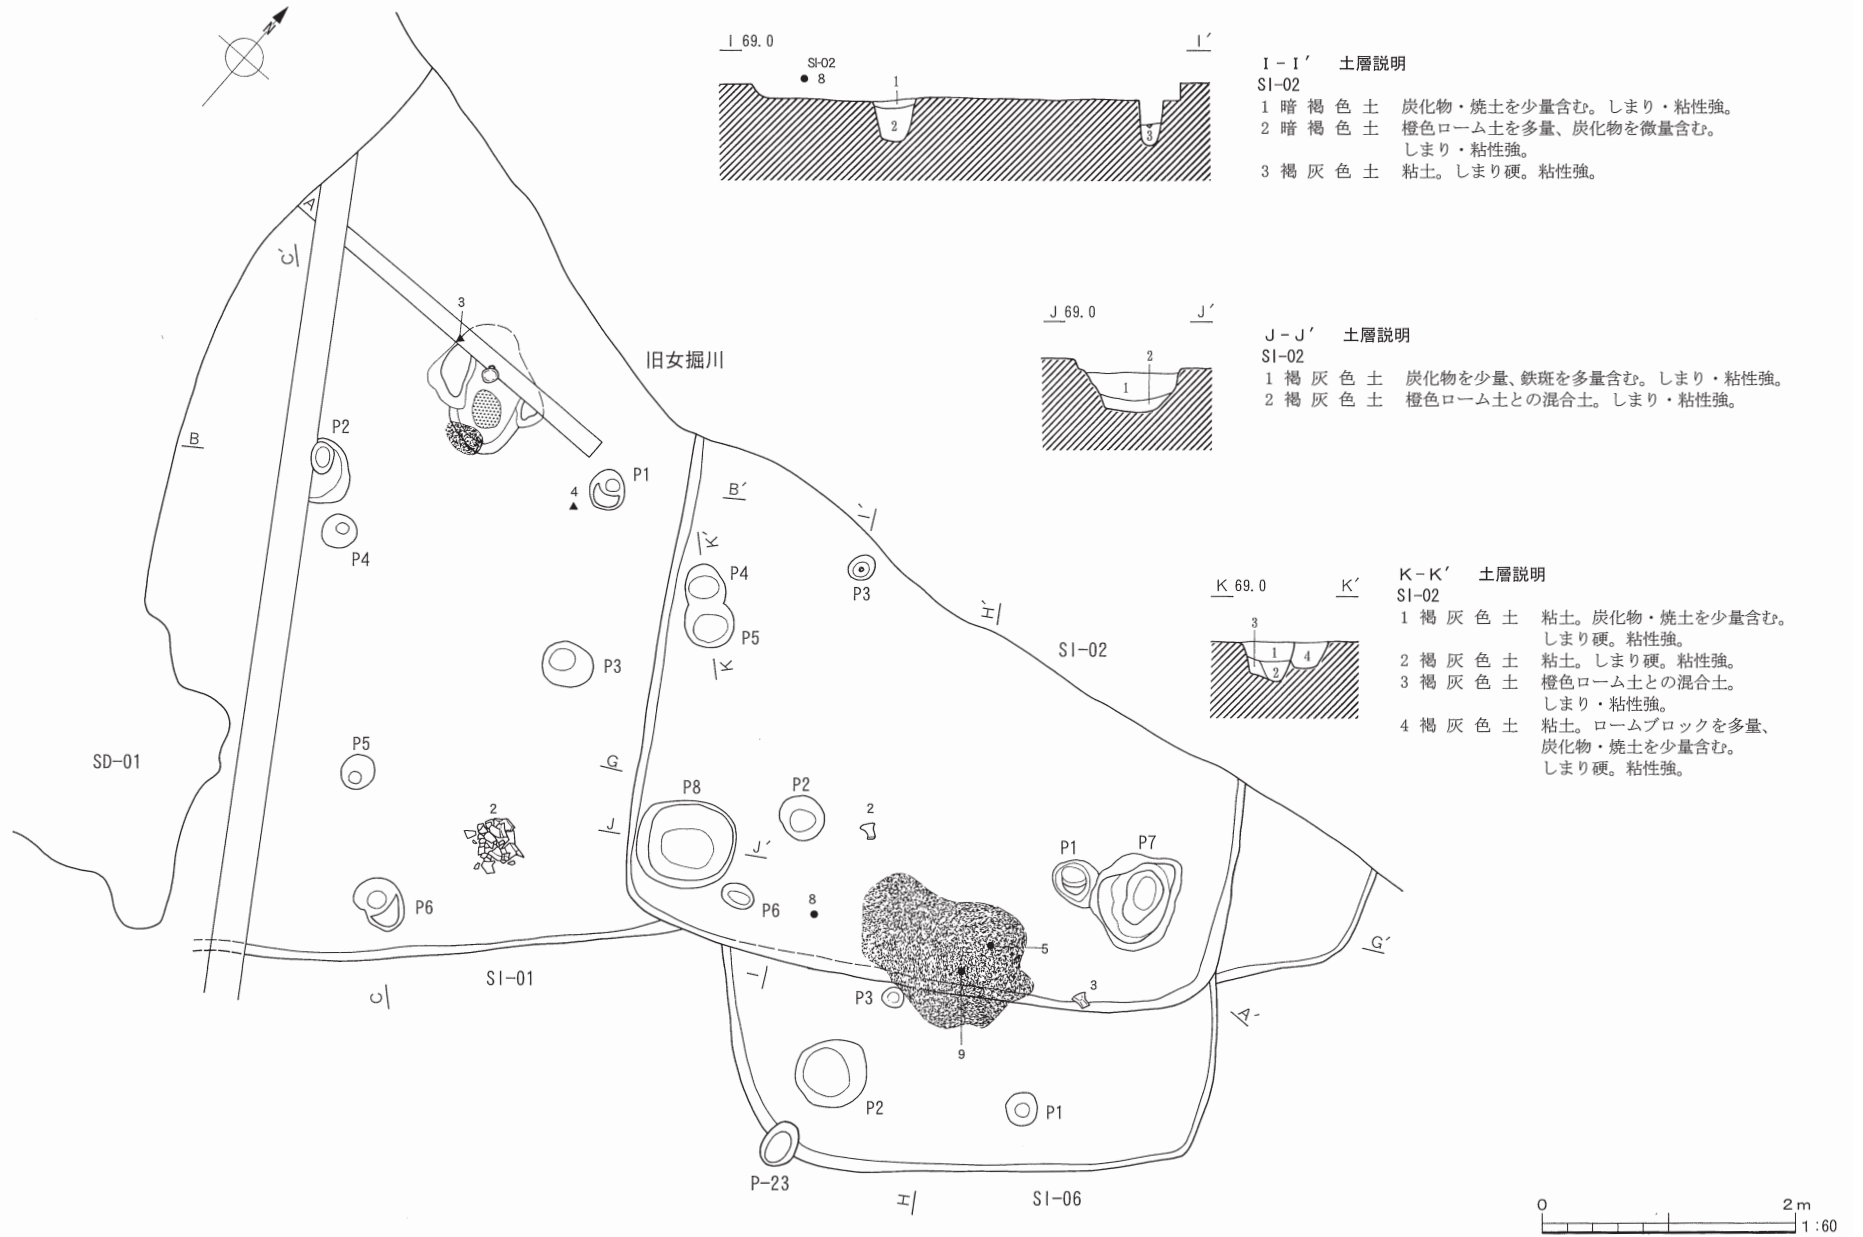 N
I 69.0
I′
SI-02
8
1
2
3
I－I′ 土層説明
SI-02
1 暗褐色土 炭化物・焼土を少量含む。しまり・粘性強。
2 暗褐色土 橙色ローム土を多量、炭化物を微量含む。
しまり・粘性強。
3 褐灰色土 粘土。しまり硬。粘性強。
J 69.0
J′
2
1
J－J′ 土層説明
SI-02
1 褐灰色土 炭化物を少量、鉄斑を多量含む。しまり・粘性強。
2 褐灰色土 橙色ローム土との混合土。しまり・粘性強。
K 69.0
K′
3
1
4
2
K－K′ 土層説明
SI-02
1 褐灰色土 粘土。炭化物・焼土を少量含む。
しまり硬。粘性強。
2 褐灰色土 粘土。しまり硬。粘性強。
3 褐灰色土 橙色ローム土との混合土。
しまり・粘性強。
4 褐灰色土 粘土。ロームブロックを多量、
炭化物・焼土を少量含む。
しまり硬。粘性強。
A
C′
3
旧女掘川
B
P2
P1
4
B′
I′
P4
K′
P4
P3
H′
P5
P3
K
SI-02
SD-01
P5
G
P8
P2
2
J
J′
2
P1
P7
P6
P6
8
5
G′
SI-01
C
I
P3
3
A′
9
P2
P1
P-23
H
SI-06
0
2m
1:60